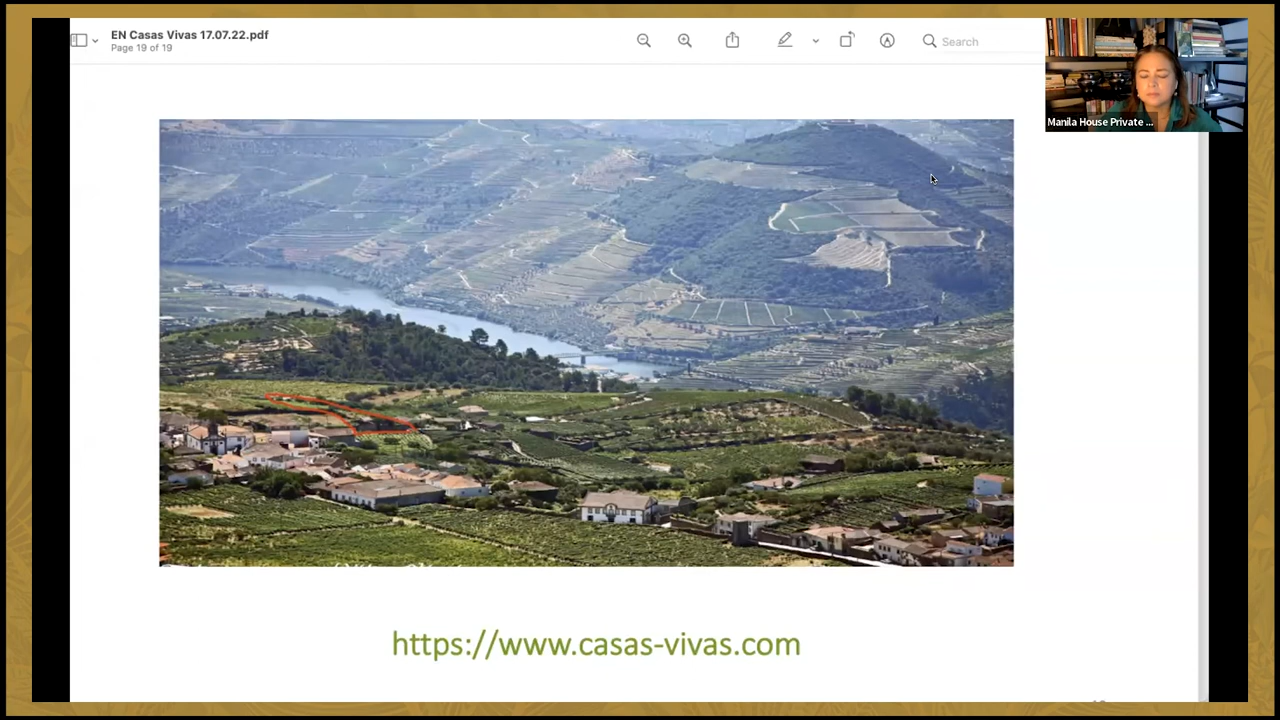 EN Casas Vivas 17.07.22.pdf
Page 19 of 19
Search
Manila House Private ...
https://www.casas-vivas.com